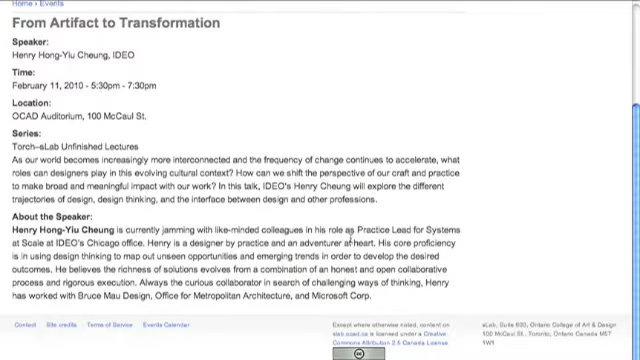 Home › Events
From Artifact to Transformation
Speaker:
Henry Hong-Yiu Cheung, IDEO
Time:
February 11, 2010 - 5:30pm - 7:30pm
Location:
OCAD Auditorium, 100 McCaul St.
Series:
Torch–sLab Unfinished Lectures
As our world becomes increasingly more interconnected and the frequency of change continues to accelerate, what
roles can designers play in this evolving cultural context? How can we shift the perspective of our craft and practice
to make broad and meaningful impact with our work? In this talk, IDEO's Henry Cheung will explore the different
trajectories of design, design thinking, and the interface between design and other professions.
About the Speaker:
Henry Hong-Yiu Cheung is currently jamming with like-minded colleagues in his role as Practice Lead for Systems
at Scale at IDEO's Chicago office. Henry is a designer by practice and an adventurer at heart. His core proficiency
is in using design thinking to map out unseen opportunities and emerging trends in order to develop the desired
outcomes. He believes the richness of solutions evolves from a combination of an honest and open collaborative
process and rigorous execution. Always the curious collaborator in search of challenging ways of thinking, Henry
has worked with Bruce Mau Design, Office for Metropolitan Architecture, and Microsoft Corp.
Contact Site credits Terms of Service Events Calendar
Except where otherwise noted, content on
slab.ocad.ca is licensed under a Creative
Commons Attribution 2.5 Canada License
sLab, Suite 600, Ontario College of Art & Design
100 McCaul St., Toronto, Ontario Canada M5T
1W1
cc